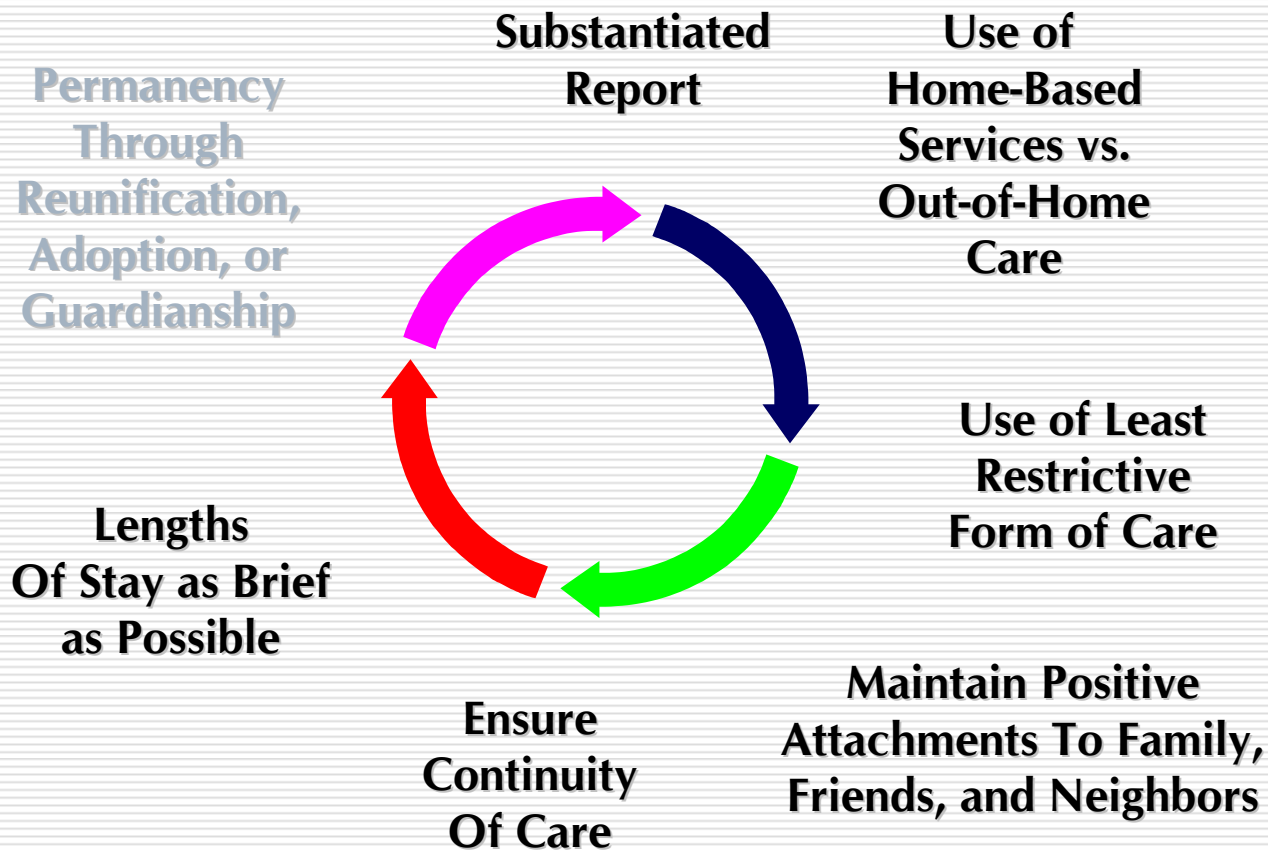 Substantiated
Report
Use of
Home-Based
Services vs.
Out-of-Home
Care
Use of Least
Restrictive
Form of Care
Maintain Positive
Attachments To Family,
Friends, and Neighbors
Ensure
Continuity
Of Care
Lengths
Of Stay as Brief
as Possible
Permanency
Through
Reunification,
Adoption, or
Guardianship